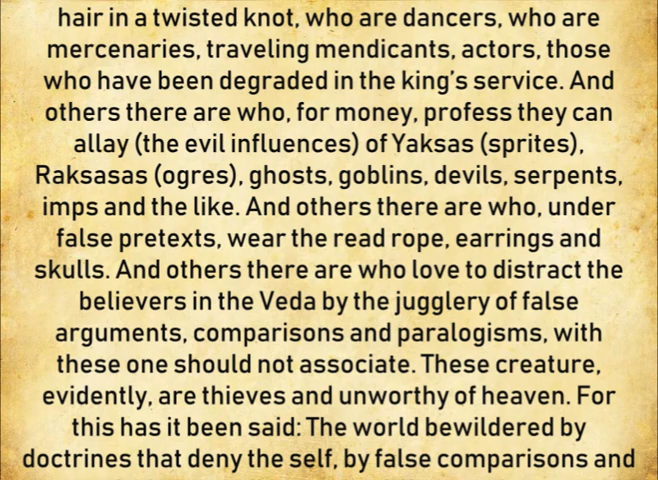 hair in a twisted knot, who are dancers, who are
mercenaries, traveling mendicants, actors, those
who have been degraded in the king's service. And
others there are who, for money, profess they can
allay (the evil influences) of Yaksas (sprites),
Raksasas (ogres), ghosts, goblins, devils, serpents,
imps and the like. And others there are who, under
false pretexts, wear the read rope, earrings and
skulls. And others there are who love to distract the
believers in the Veda by the jugglery of false
arguments, comparisons and paralogisms, with
these one should not associate. These creature,
evidently, are thieves and unworthy of heaven. For
this has it been said: The world bewildered by
doctrines that deny the self, by false comparisons and